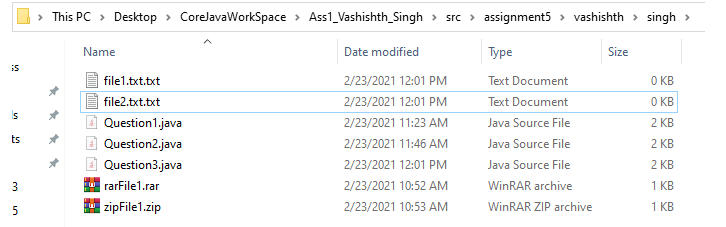 This PC > Desktop > CoreJavaWorkSpace > Ass1_Vashishth_Singh > src > assignment5 > vashishth > singh >
ss Name Date modified Type Size
file1.txt.txt 2/23/2021 12:01 PM Text Document 0 KB
file2.txt.txt 2/23/2021 12:01 PM Text Document 0 KB
ls Question1.java 2/23/2021 11:23 AM Java Source File 2 KB
ts Question2.java 2/23/2021 11:46 AM Java Source File 2 KB
Question3.java 2/23/2021 12:01 PM Java Source File 2 KB
3 rarFile1.rar 2/23/2021 10:52 AM WinRAR archive 1 KB
5 zipFile1.zip 2/23/2021 10:53 AM WinRAR ZIP archive 1 KB